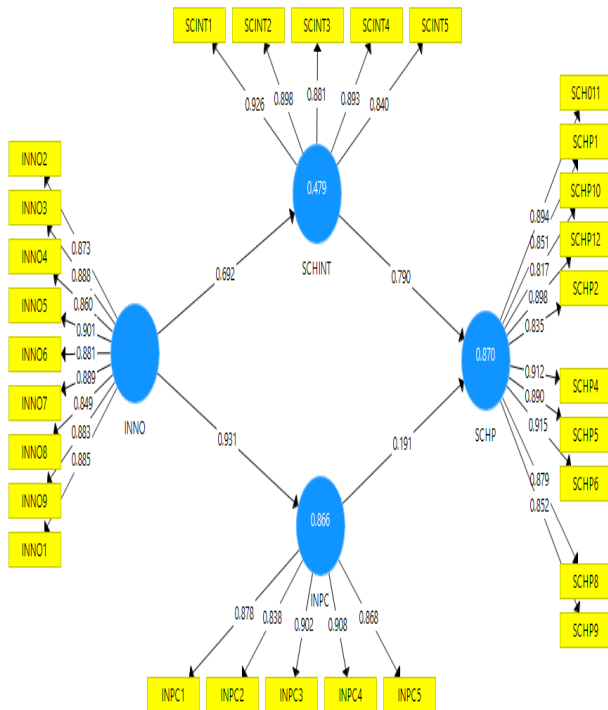 SCINT1 SCINT2 SCINT3 SCINT4 SCINT5
0.926 0.898 0.881 0.893 0.840
0.479
SCHINT
INNO2
INNO3
INNO4
INNO5
INNO6
INNO7
INNO8
INNO9
INNO1
0.873
0.888
0.860
0.901
0.881
0.889
0.849
0.883
0.885
INNO
0.692
0.931
0.790
0.191
0.870
SCHP
0.894
0.851
0.817
0.898
0.835
0.912
0.890
0.915
0.879
0.852
SCH011
SCHP1
SCHP10
SCHP12
SCHP2
SCHP4
SCHP5
SCHP6
SCHP8
SCHP9
0.866
INPC
0.878 0.838 0.902 0.908 0.868
INPC1 INPC2 INPC3 INPC4 INPC5